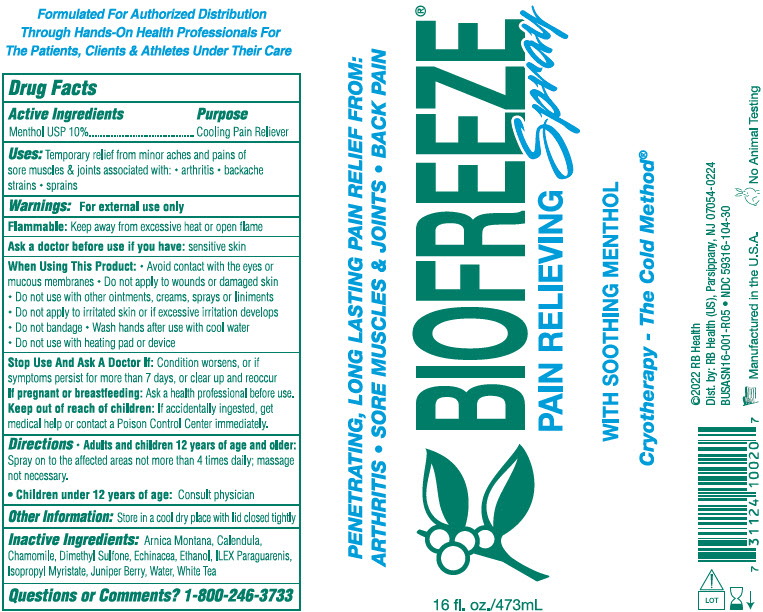 Formulated For Authorized Distribution
Through Hands-On Health Professionals For
The Patients, Clients & Athletes Under Their Care
Drug Facts
Active Ingredients Purpose
Menthol USP 10%................................ Cooling Pain Reliever
Uses: Temporary relief from minor aches and pains of
sore muscles & joints associated with: • arthritis • backache
strains • sprains
Warnings: For external use only
Flammable: Keep away from excessive heat or open flame
Ask a doctor before use if you have: sensitive skin
When Using This Product: • Avoid contact with the eyes or
mucous membranes • Do not apply to wounds or damaged skin
• Do not use with other ointments, creams, sprays or liniments
• Do not apply to irritated skin or if excessive irritation develops
• Do not bandage • Wash hands after use with cool water
• Do not use with heating pad or device
Stop Use And Ask A Doctor If: Condition worsens, or if
symptoms persist for more than 7 days, or clear up and reoccur
If pregnant or breastfeeding: Ask a health professional before use.
Keep out of reach of children: If accidentally ingested, get
medical help or contact a Poison Control Center immediately.
Directions • Adults and children 12 years of age and older:
Spray on to the affected areas not more than 4 times daily; massage
not necessary.
• Children under 12 years of age: Consult physician
Other Information: Store in a cool dry place with lid closed tightly
Inactive Ingredients: Arnica Montana, Calendula,
Chamomile, Dimethyl Sulfone, Echinacea, Ethanol, ILEX Paraguarenis,
Isopropyl Myristate, Juniper Berry, Water, White Tea
Questions or Comments? 1-800-246-3733
PENETRATING, LONG LASTING PAIN RELIEF FROM:
ARTHRITIS • SORE MUSCLES & JOINTS • BACK PAIN
BIOFREEZE®
PAIN RELIEVING Spray
WITH SOOTHING MENTHOL
Cryotherapy - The Cold Method®
16 fl. oz./473mL
©2022 RB Health
Dist. by: RB Health (US), Parsippany, NJ 07054-0224
BUSASN16-001-R05 • NDC 59316-104-30
Manufactured in the U.S.A. No Animal Testing
7 31124 10020 7
LOT